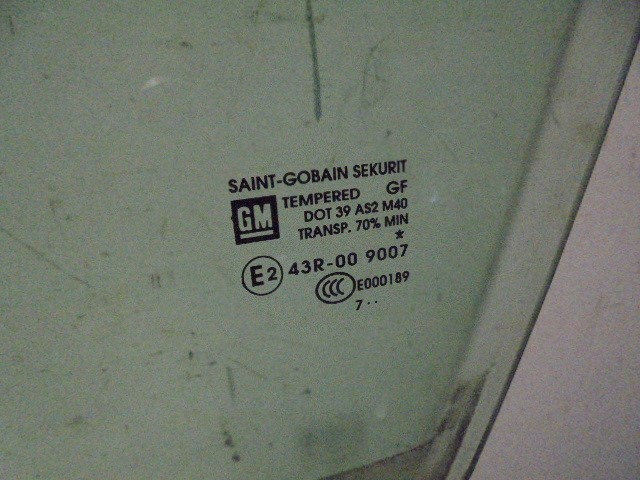 SAINT-GOBAIN SEKURIT
GM
TEMPERED GF
DOT 39 AS2 M40
TRANSP. 70% MIN
*
E2 43R-00 9007
CCC E000189
7 . .